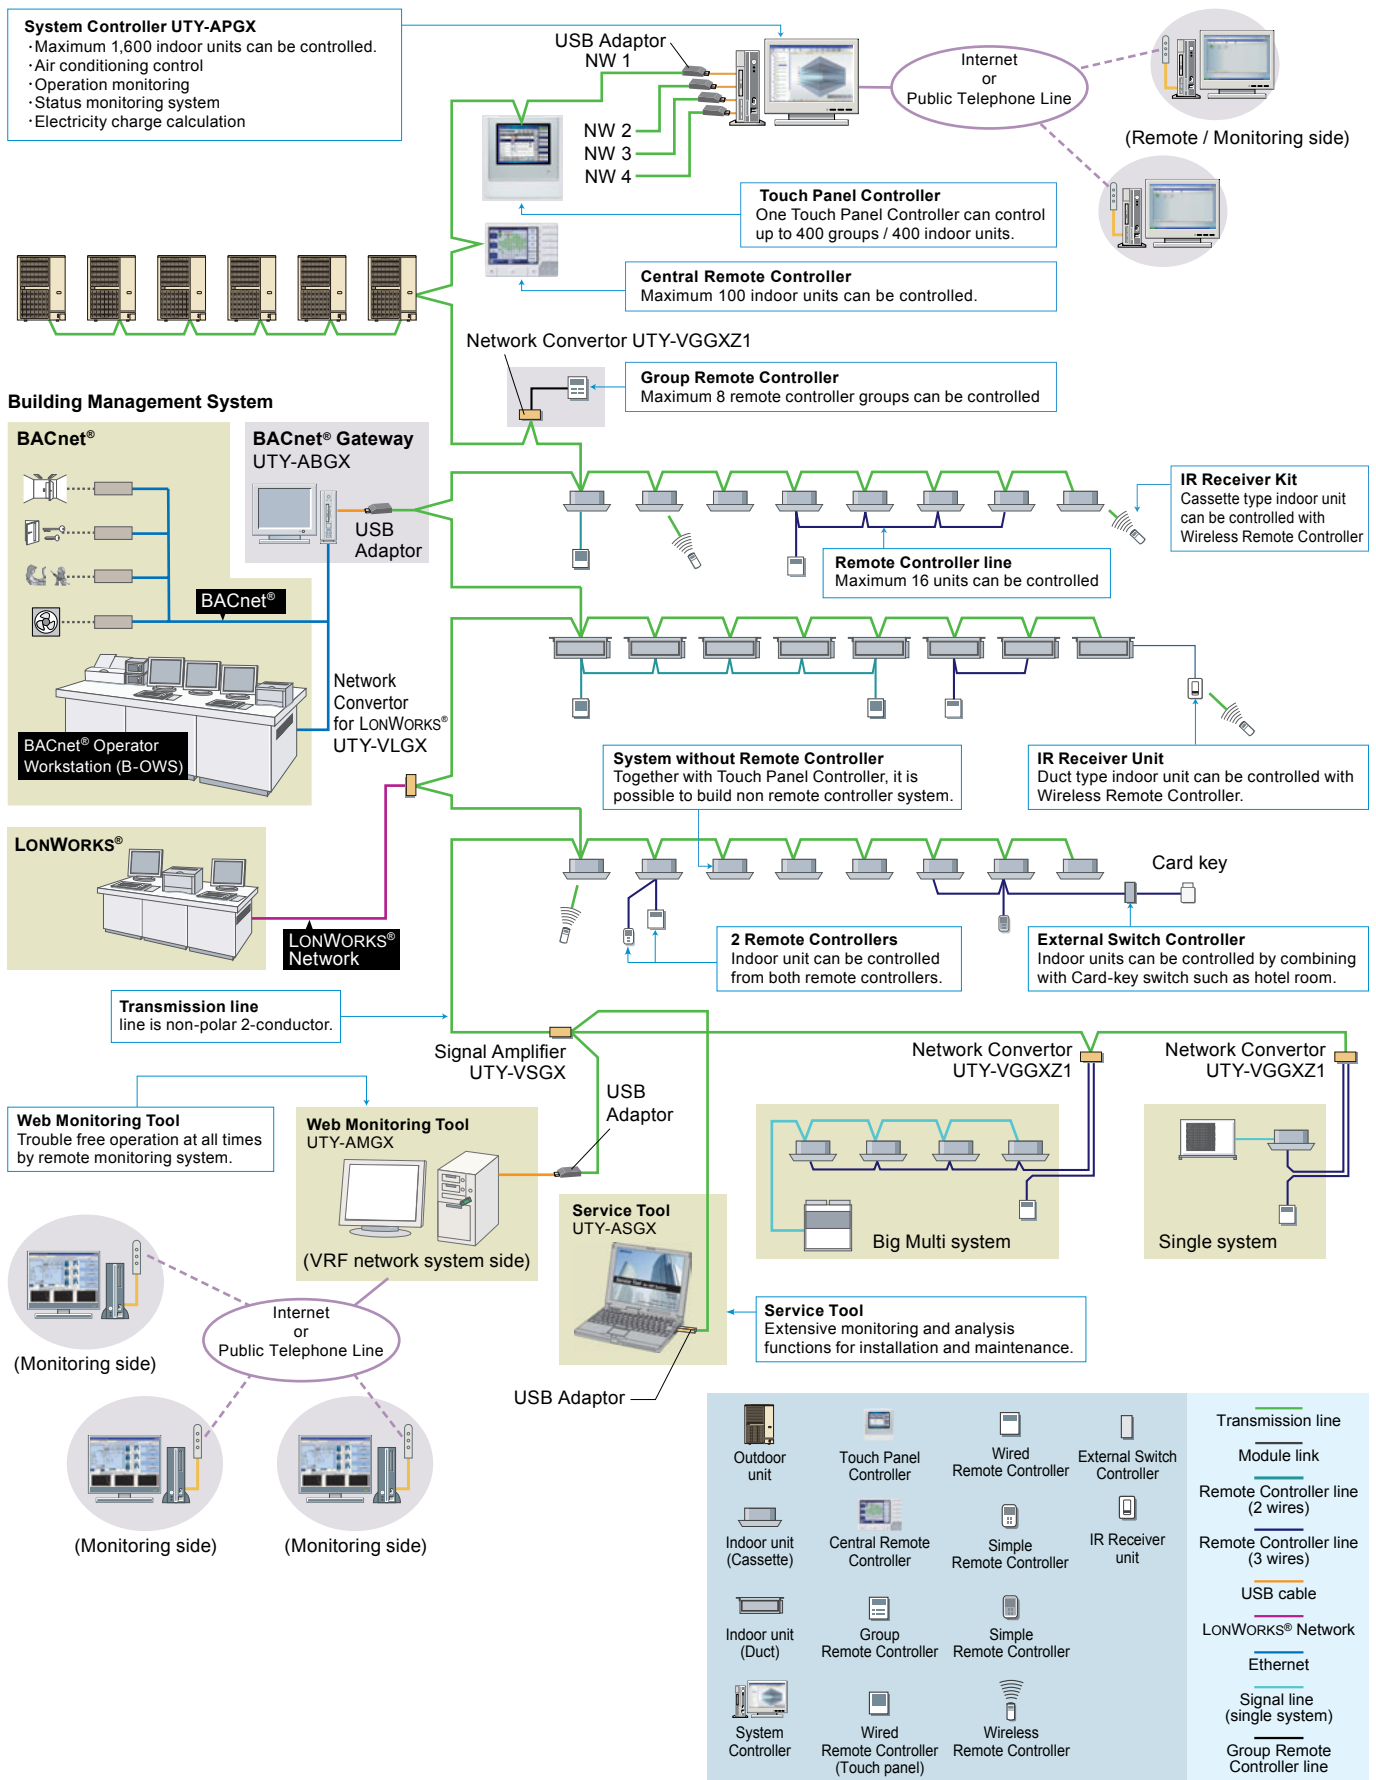 System Controller UTY-APGX
・Maximum 1,600 indoor units can be controlled.
・Air conditioning control
・Operation monitoring
・Status monitoring system
・Electricity charge calculation
USB Adaptor
NW 1
NW 2
NW 3
NW 4
Internet
or
Public Telephone Line
(Remote / Monitoring side)
Touch Panel Controller
One Touch Panel Controller can control
up to 400 groups / 400 indoor units.
Central Remote Controller
Maximum 100 indoor units can be controlled.
Network Convertor UTY-VGGXZ1
Group Remote Controller
Maximum 8 remote controller groups can be controlled
Building Management System
BACnet®
BACnet® Gateway
UTY-ABGX
USB
Adaptor
BACnet®
IR Receiver Kit
Cassette type indoor unit
can be controlled with
Wireless Remote Controller
Remote Controller line
Maximum 16 units can be controlled
Network
Convertor
for LONWORKS®
UTY-VLGX
BACnet® Operator
Workstation (B-OWS)
System without Remote Controller
Together with Touch Panel Controller, it is
possible to build non remote controller system.
IR Receiver Unit
Duct type indoor unit can be controlled with
Wireless Remote Controller.
LONWORKS®
LONWORKS®
Network
Card key
2 Remote Controllers
Indoor unit can be controlled
from both remote controllers.
External Switch Controller
Indoor units can be controlled by combining
with Card-key switch such as hotel room.
Transmission line
line is non-polar 2-conductor.
Signal Amplifier
UTY-VSGX
Network Convertor
UTY-VGGXZ1
Network Convertor
UTY-VGGXZ1
USB
Adaptor
Web Monitoring Tool
Trouble free operation at all times
by remote monitoring system.
Web Monitoring Tool
UTY-AMGX
(VRF network system side)
Service Tool
UTY-ASGX
Big Multi system
Single system
Service Tool
Extensive monitoring and analysis
functions for installation and maintenance.
USB Adaptor
Internet
or
Public Telephone Line
(Monitoring side)
(Monitoring side)
(Monitoring side)
Outdoor
unit
Touch Panel
Controller
Wired
Remote Controller
External Switch
Controller
Indoor unit
(Cassette)
Central Remote
Controller
Simple
Remote Controller
IR Receiver
unit
Indoor unit
(Duct)
Group
Remote Controller
Simple
Remote Controller
System
Controller
Wired
Remote Controller
(Touch panel)
Wireless
Remote Controller
Transmission line
Module link
Remote Controller line
(2 wires)
Remote Controller line
(3 wires)
USB cable
LONWORKS® Network
Ethernet
Signal line
(single system)
Group Remote
Controller line